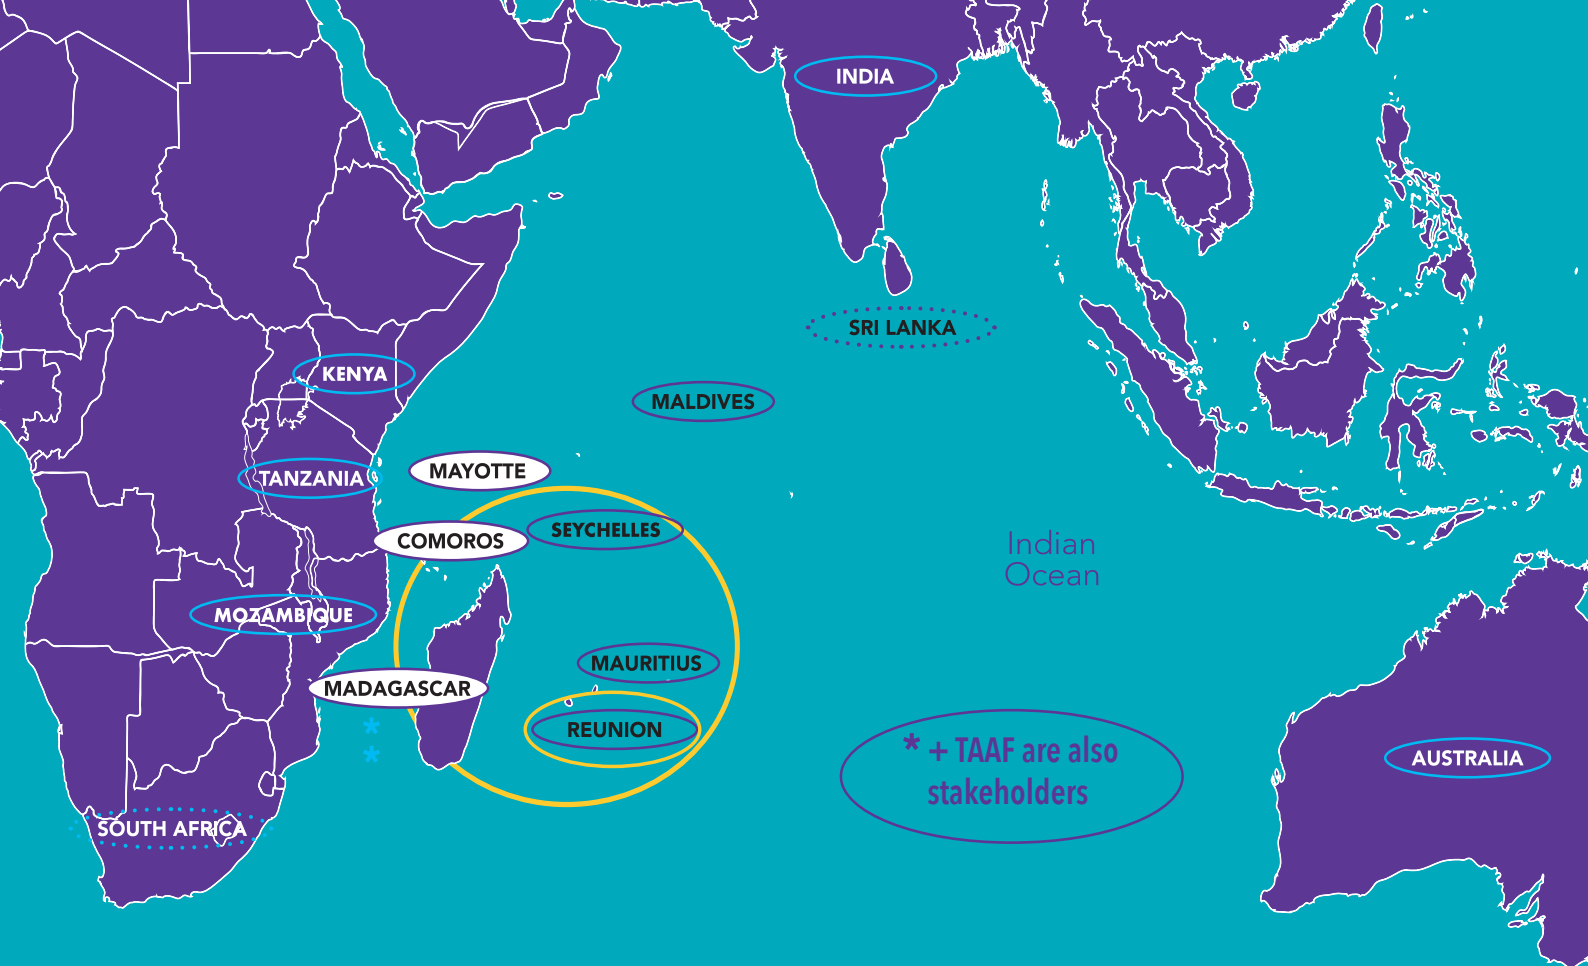 INDIA
SRI LANKA
KENYA
MALDIVES
MAYOTTE
TANZANIA
SEYCHELLES
COMOROS
Indian
Ocean
MOZAMBIQUE
MAURITIUS
MADAGASCAR
*
*
REUNION
* + TAAF are also
stakeholders
AUSTRALIA
SOUTH AFRICA